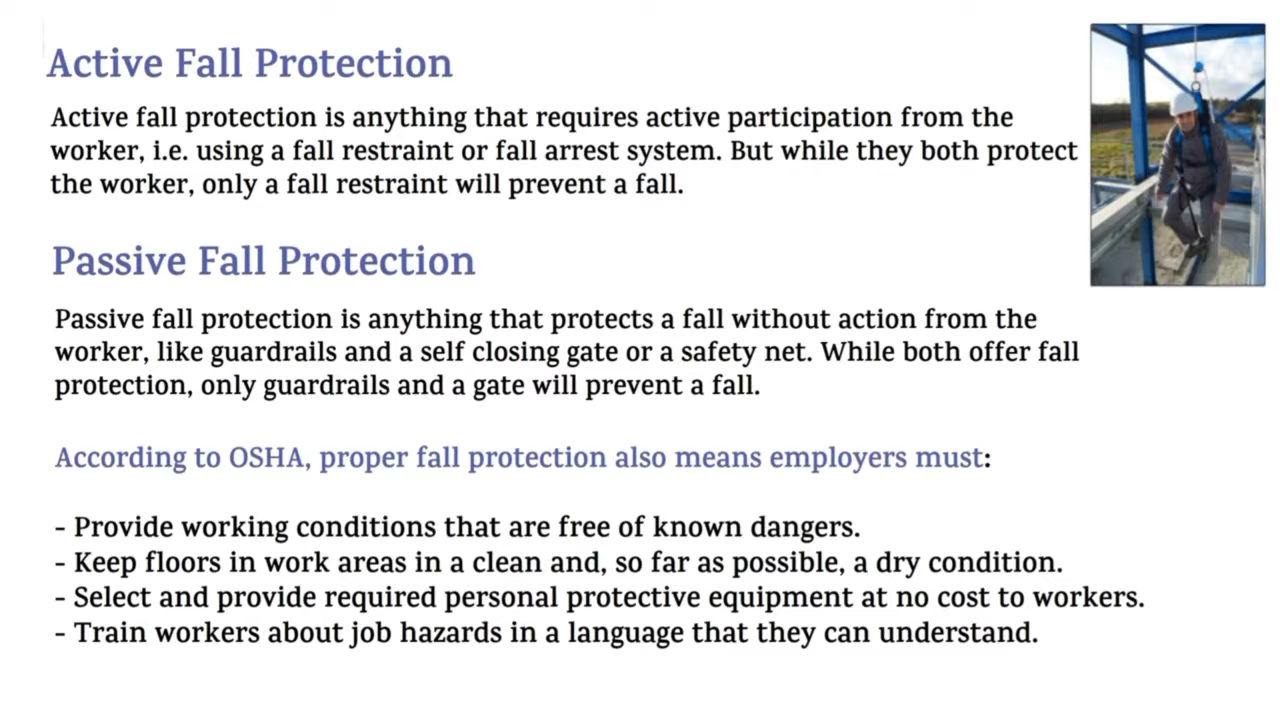 Active Fall Protection
Active fall protection is anything that requires active participation from the
worker, i.e. using a fall restraint or fall arrest system. But while they both protect
the worker, only a fall restraint will prevent a fall.
Passive Fall Protection
Passive fall protection is anything that protects a fall without action from the
worker, like guardrails and a self closing gate or a safety net. While both offer fall
protection, only guardrails and a gate will prevent a fall.
According to OSHA, proper fall protection also means employers must:
- Provide working conditions that are free of known dangers.
- Keep floors in work areas in a clean and, so far as possible, a dry condition.
- Select and provide required personal protective equipment at no cost to workers.
- Train workers about job hazards in a language that they can understand.